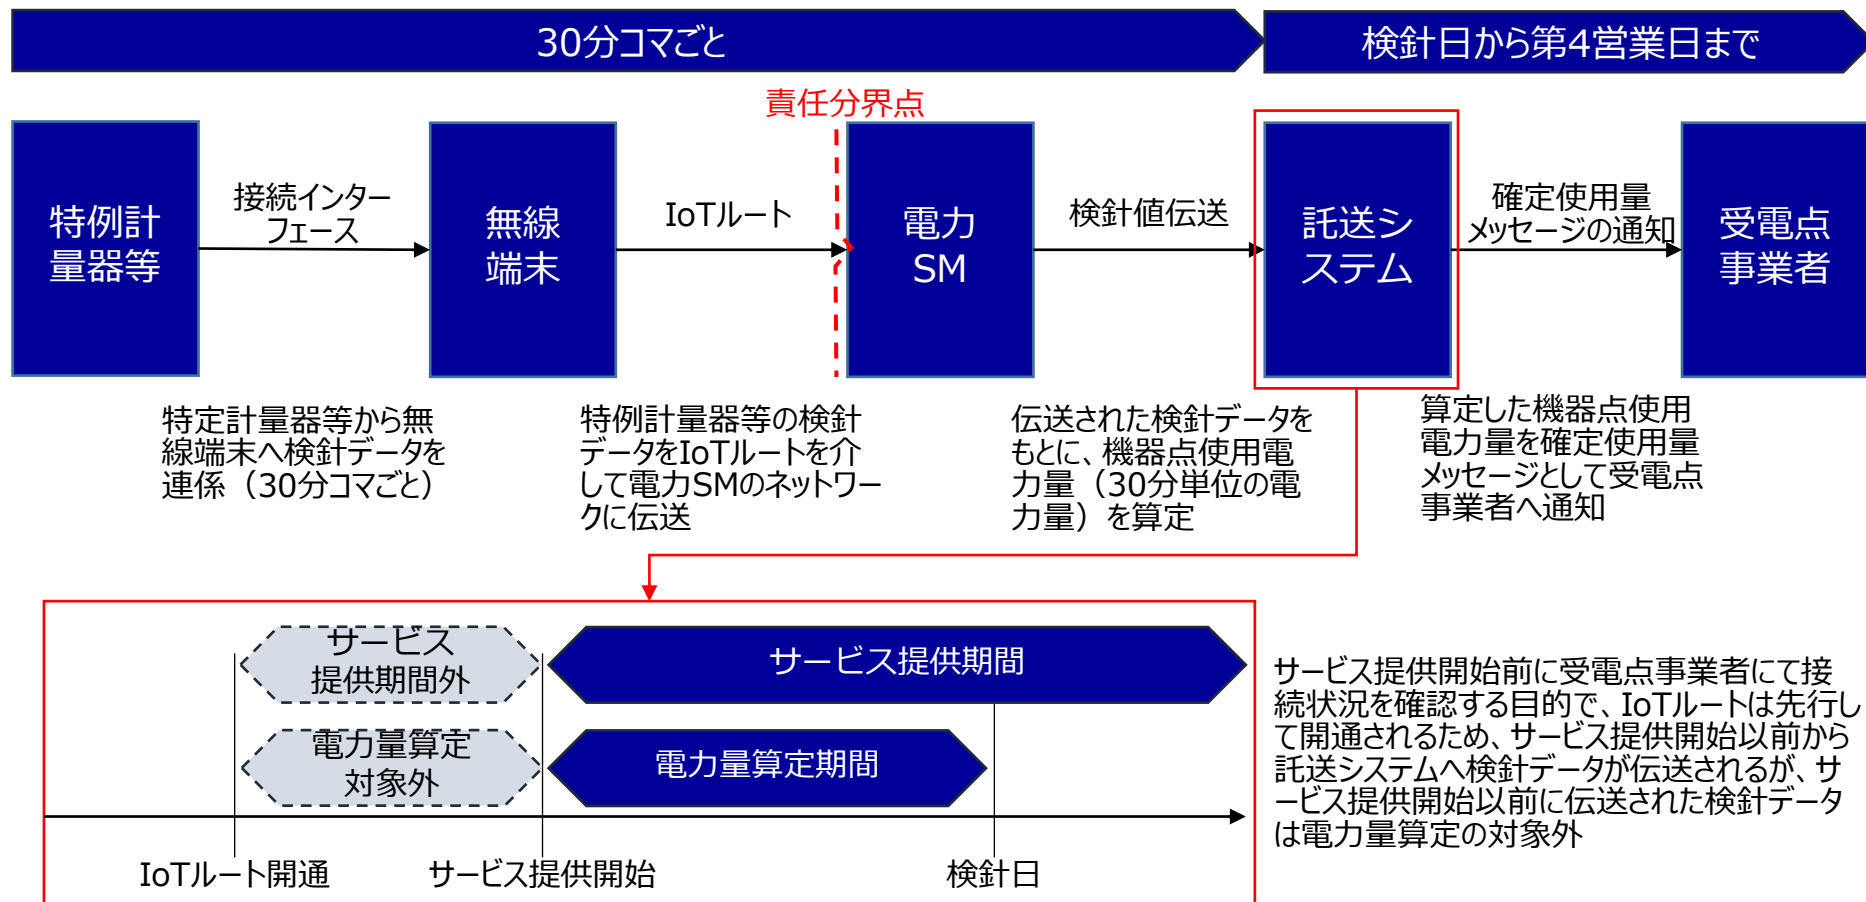 30分コマごと
検針日から第4営業日まで
責任分界点
特例計
量器等
接続インター
フェース
無線
端末
IoTルート
電力
SM
検針値伝送
託送シ
ステム
確定使用量
メッセージの通知
受電点
事業者
特定計量器等から無
線端末へ検針データを
連係（30分コマごと）
特例計量器等の検針
データをIoTルートを介
して電力SMのネットワー
クに伝送
伝送された検針データを
もとに、機器点使用電
力量（30分単位の電
力量）を算定
算定した機器点使用
電力量を確定使用量
メッセージとして受電点
事業者へ通知
サービス
提供期間外
サービス提供期間
電力量算定
対象外
電力量算定期間
IoTルート開通
サービス提供開始
検針日
サービス提供開始前に受電点事業者にて接
続状況を確認する目的で、IoTルートは先行し
て開通されるため、サービス提供開始以前から
託送システムへ検針データが伝送されるが、サ
ービス提供開始以前に伝送された検針データ
は電力量算定の対象外